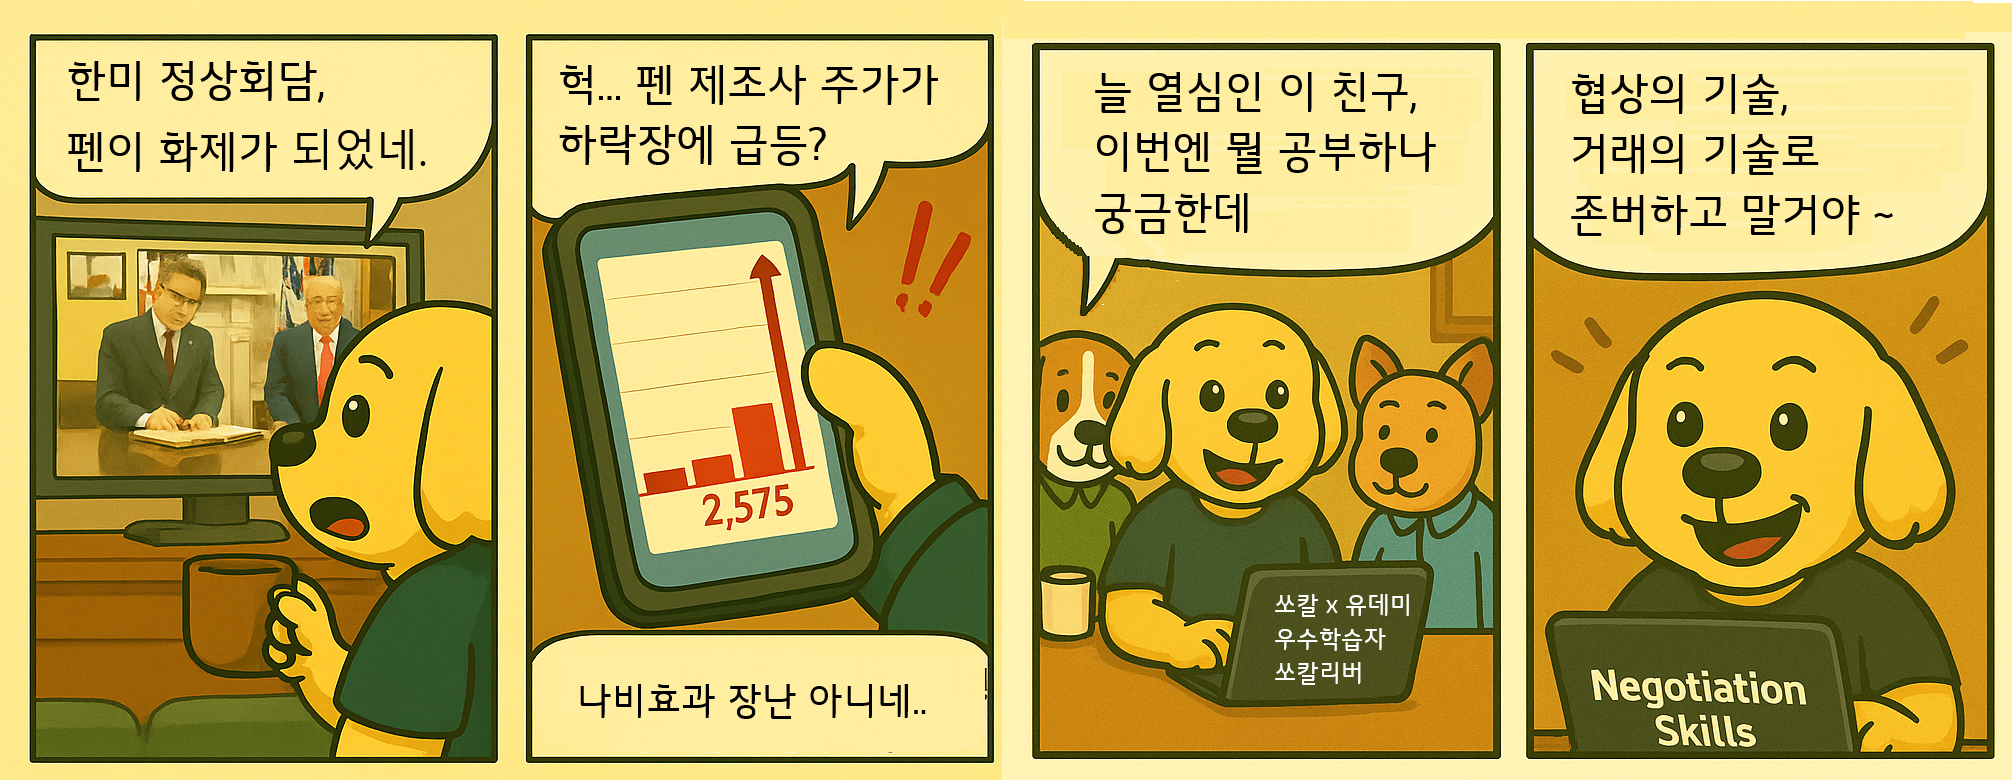 한미 정상회담,
펜이 화제가 되었네.
헉... 펜 제조사 주가가
하락장에 급등?
!!
2,575
나비효과 장난 아니네..
늘 열심인 이 친구,
이번엔 뭘 공부하나
궁금한데
쏘칼 x 유데미
우수학습자
쏘칼리버
협상의 기술,
거래의 기술로
존버하고 말거야 ~
Negotiation
Skills